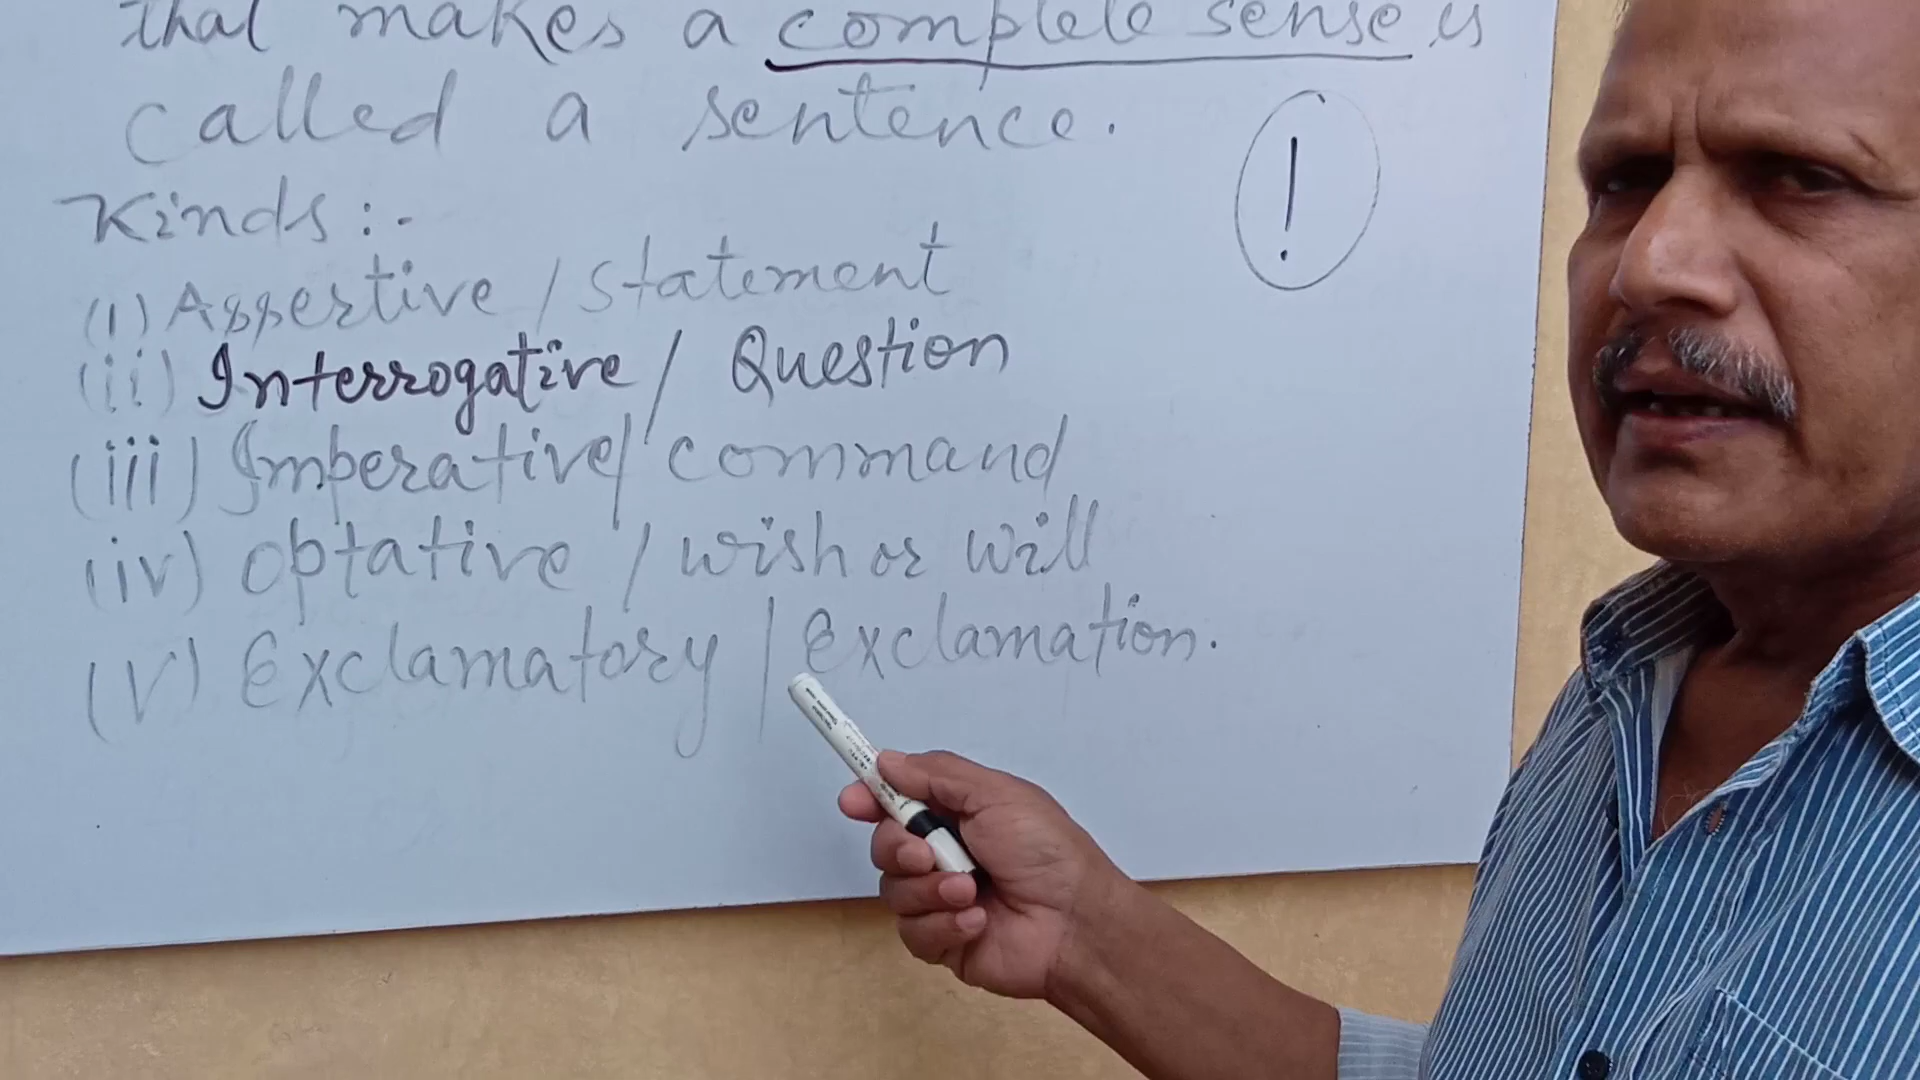 that makes a complete sense is
called a sentence.
!
Kinds :-
(i) Assertive / Statement
(ii) Interrogative / Question
(iii) Imperative / command
(iv) Optative / wish or will
(V) Exclamatory / Exclamation.